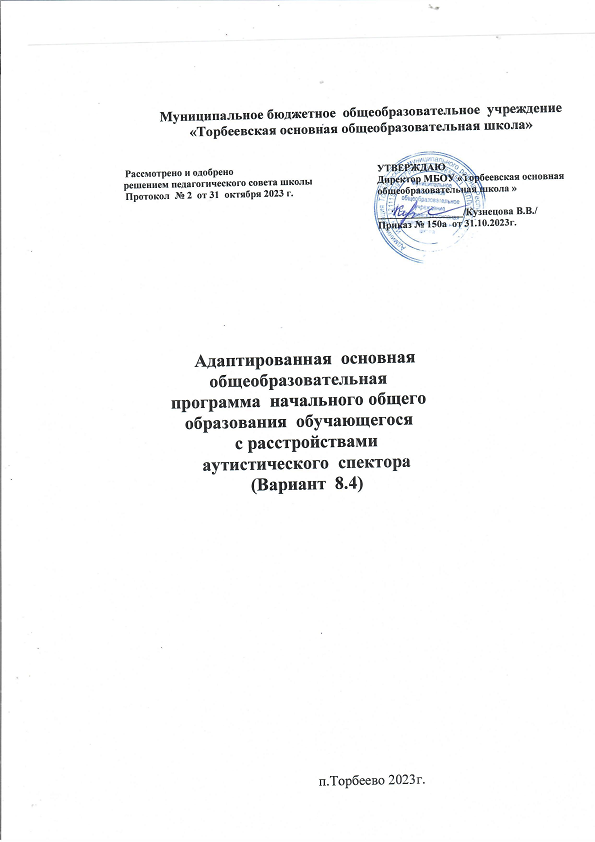 Муниципальное бюджетное общеобразовательное учреждение
«Торбеевская основная общеобразовательная школа»
Рассмотрено и одобрено
решением педагогического совета школы
Протокол № 2 от 31 октября 2023 г.
УТВЕРЖДАЮ
Директор МБОУ «Торбеевская основная
общеобразовательная школа »
/Кузнецова В.В./
Приказ № 150а от 31.10.2023г.
Адаптированная основная
общеобразовательная
программа начального общего
образования обучающегося
с расстройствами
аутистического спектора
(Вариант 8.4)
п.Торбеево 2023г.